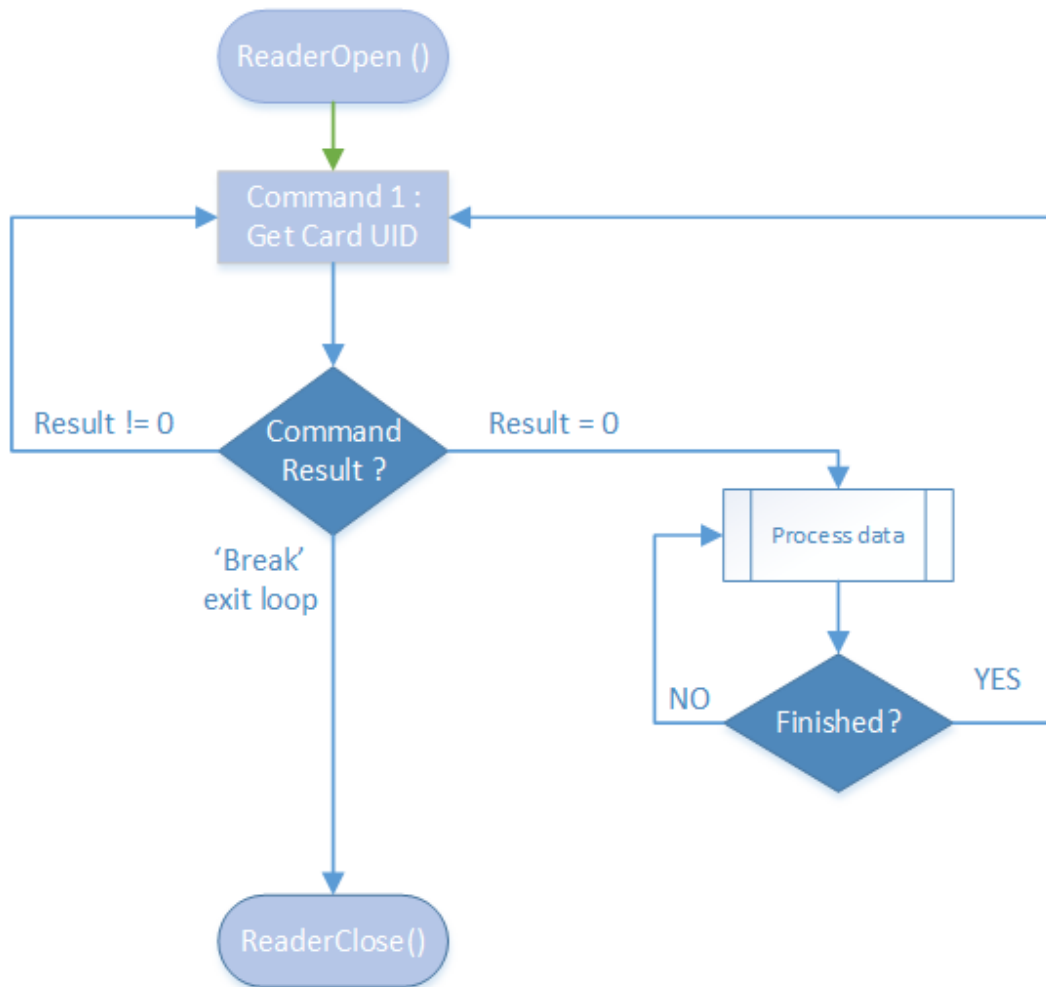 ReaderOpen ()
Command 1 :
Get Card UID
Result != 0
Command
Result ?
Result = 0
Process data
‘Break’
exit loop
NO
Finished ?
YES
ReaderClose()